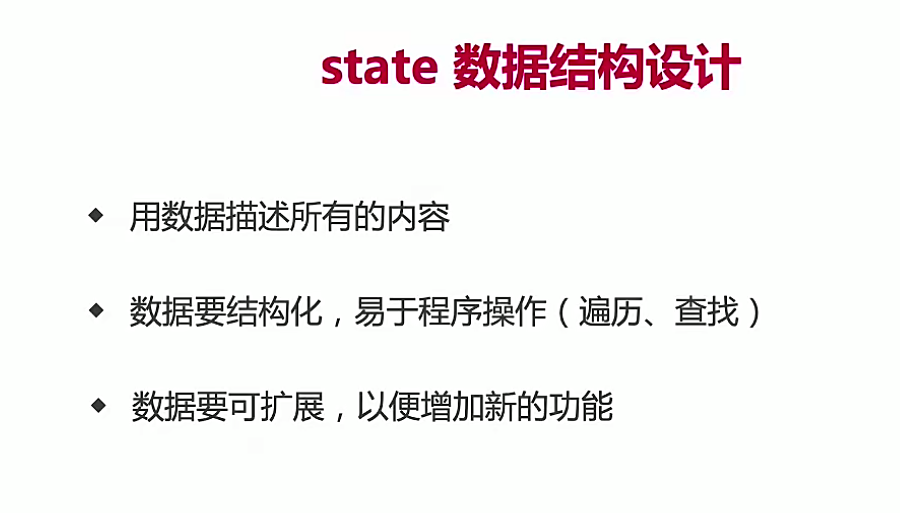 state 数据结构设计
◆ 用数据描述所有的内容
◆ 数据要结构化，易于程序操作（遍历、查找）
◆ 数据要可扩展，以便增加新的功能